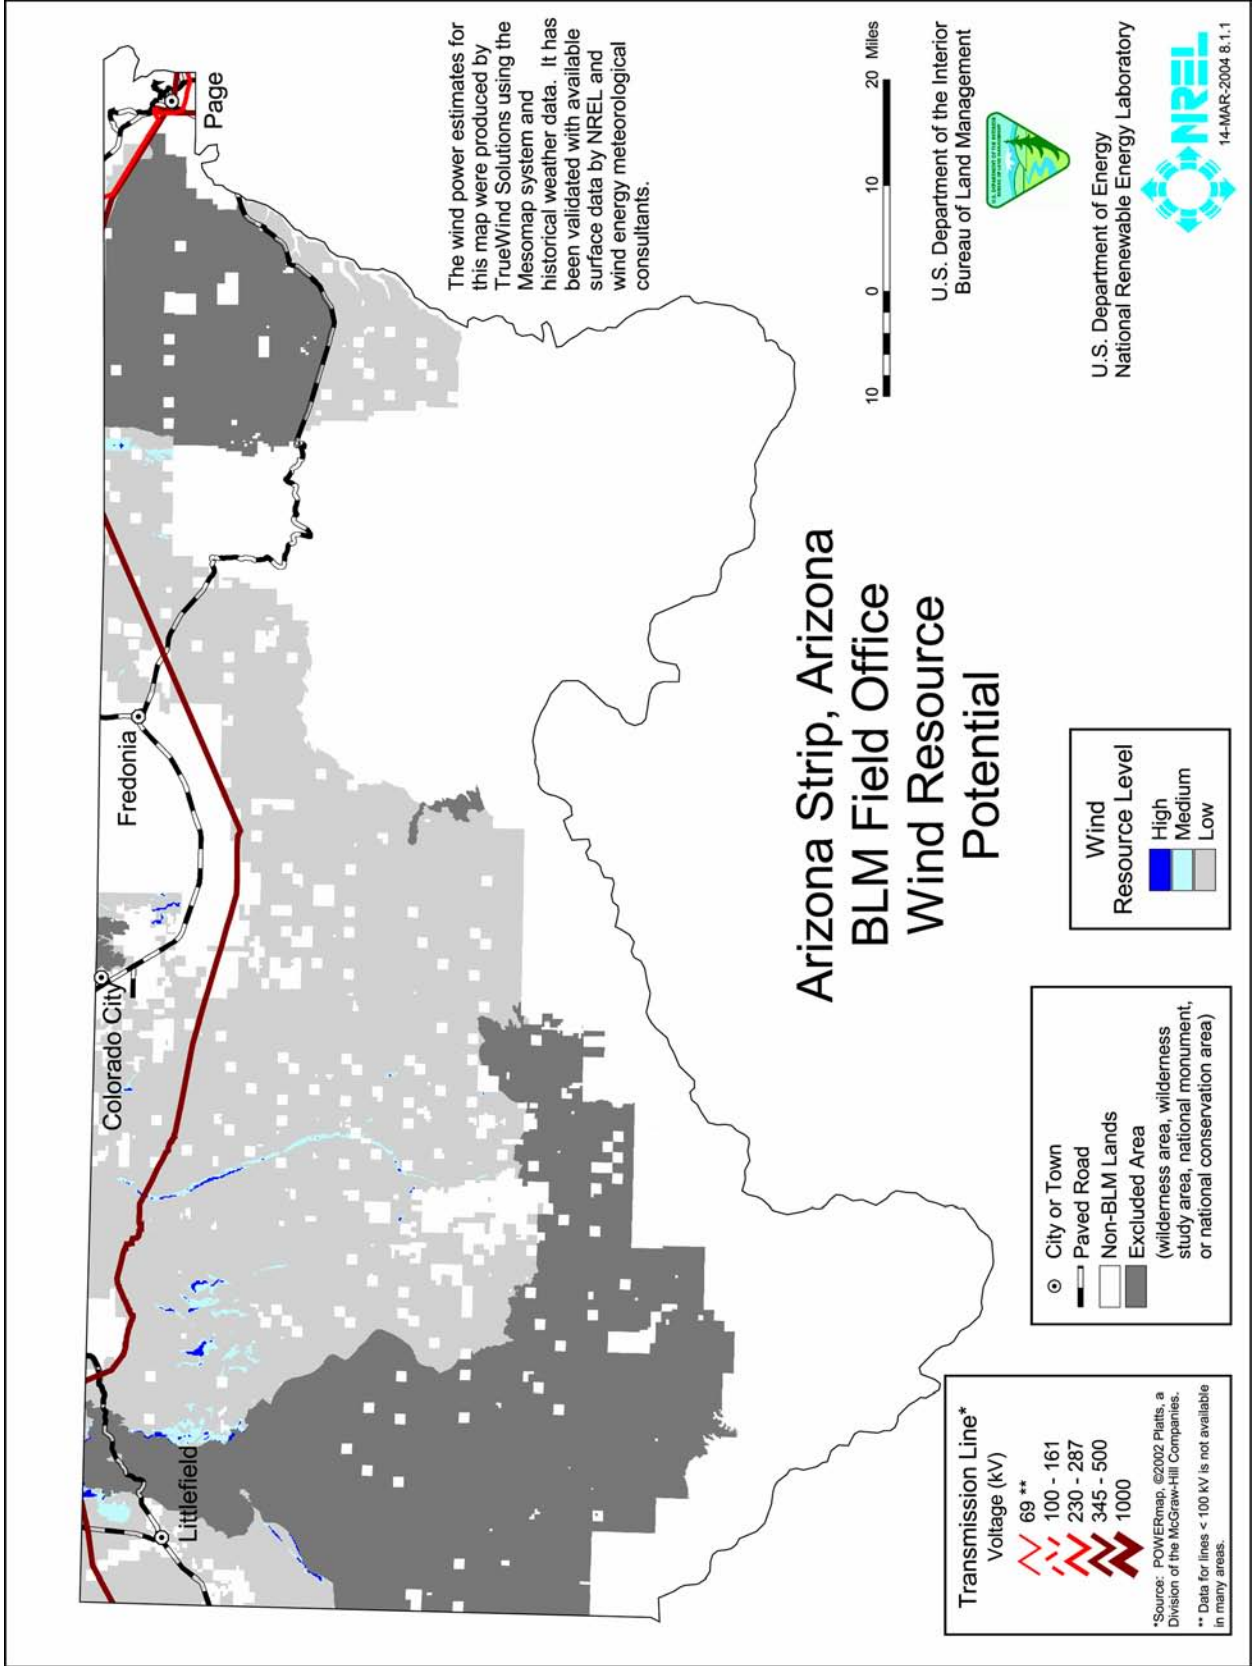 Page
Fredonia
Colorado City
Littlefield
The wind power estimates for
this map were produced by
TrueWind Solutions using the
Mesomap system and
historical weather data. It has
been validated with available
surface data by NREL and
wind energy meteorological
consultants.
Arizona Strip, Arizona
BLM Field Office
Wind Resource
Potential
10 0 10 20 Miles
U.S. Department of the Interior
Bureau of Land Management
U.S. Department of Energy
National Renewable Energy Laboratory
NREL
14-MAR-2004 8.1.1
Transmission Line*
Voltage (kV)
69 **
100 - 161
230 - 287
345 - 500
1000
*Source: POWERmap, ©2002 Platts, a
Division of the McGraw-Hill Companies.
** Data for lines < 100 kV is not available
in many areas.
City or Town
Paved Road
Non-BLM Lands
Excluded Area
(wilderness area, wilderness
study area, national monument,
or national conservation area)
Wind
Resource Level
High
Medium
Low